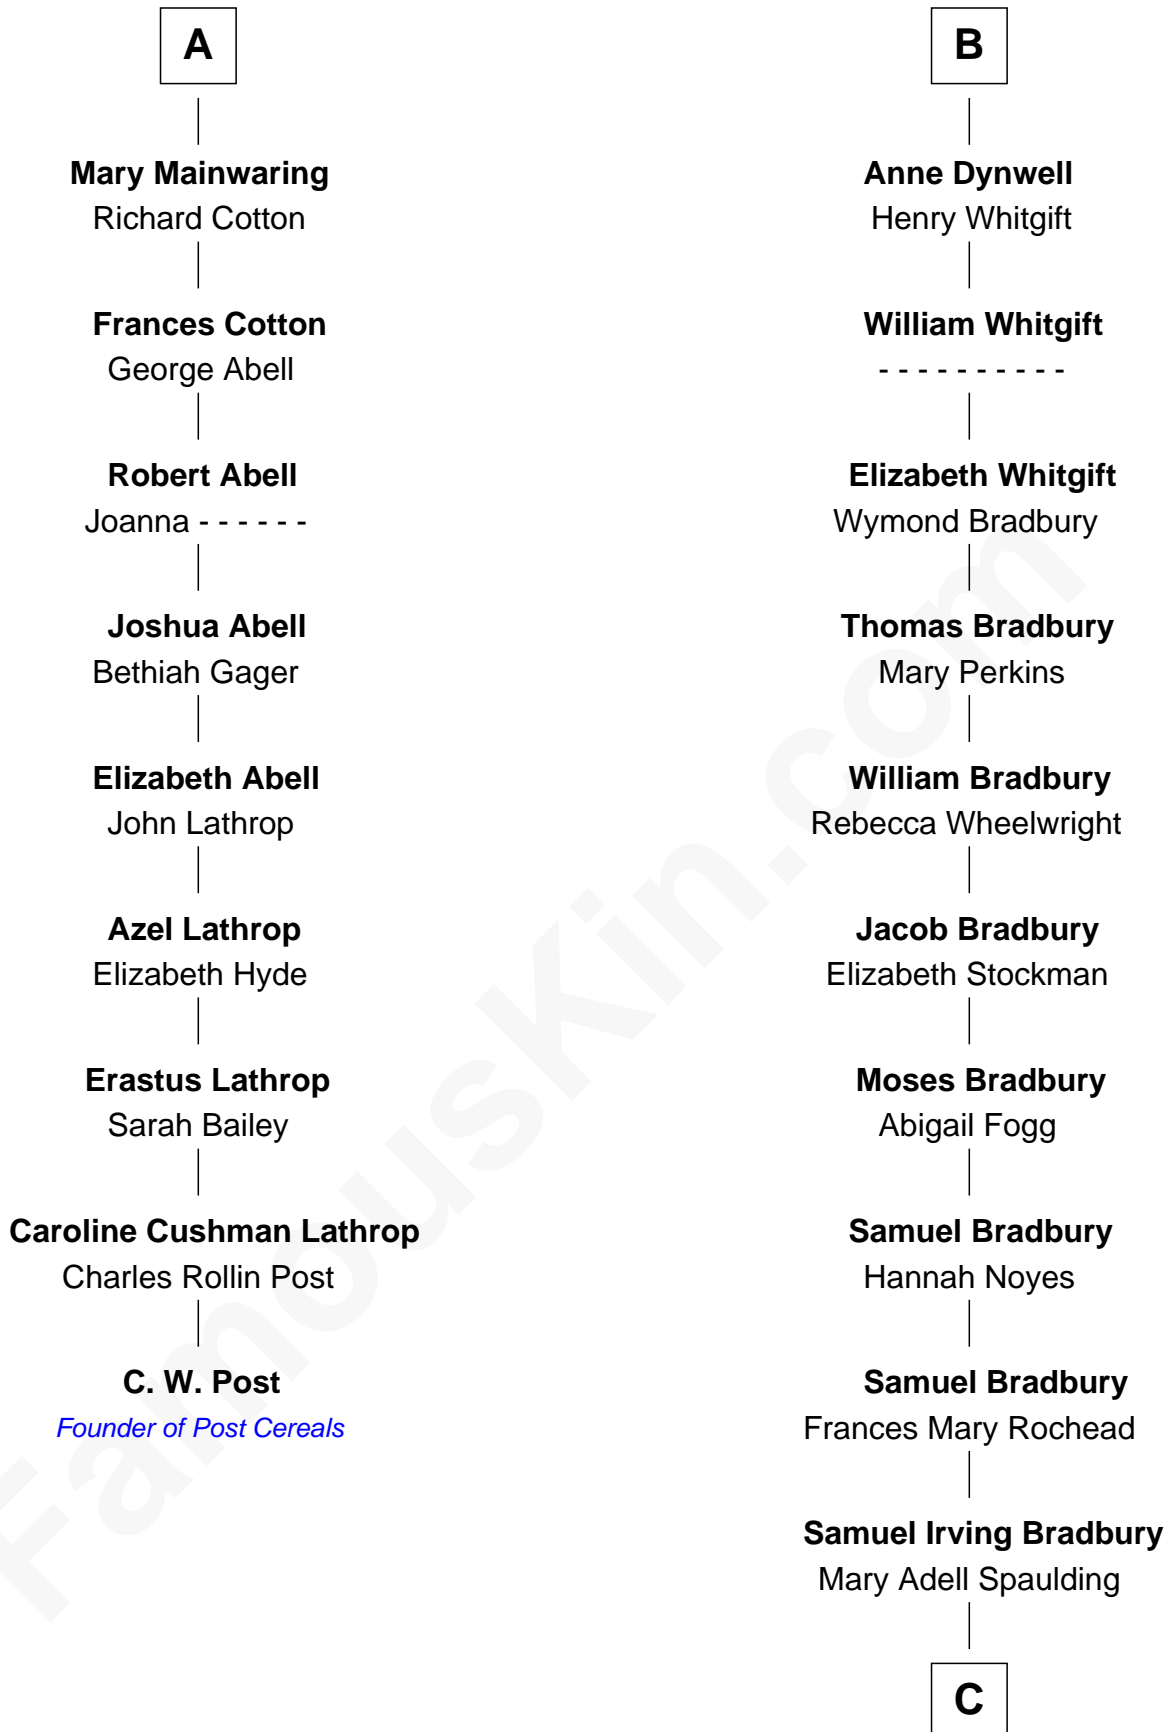 A
Mary Mainwaring
Richard Cotton
Frances Cotton
George Abell
Robert Abell
Joanna - - - - - -
Joshua Abell
Bethiah Gager
Elizabeth Abell
John Lathrop
Azel Lathrop
Elizabeth Hyde
Erastus Lathrop
Sarah Bailey
Caroline Cushman Lathrop
Charles Rollin Post
C. W. Post
Founder of Post Cereals
B
Anne Dynwell
Henry Whitgift
William Whitgift
- - - - - - - - - -
Elizabeth Whitgift
Wymond Bradbury
Thomas Bradbury
Mary Perkins
William Bradbury
Rebecca Wheelwright
Jacob Bradbury
Elizabeth Stockman
Moses Bradbury
Abigail Fogg
Samuel Bradbury
Hannah Noyes
Samuel Bradbury
Frances Mary Rochead
Samuel Irving Bradbury
Mary Adell Spaulding
C
FamousKin.com